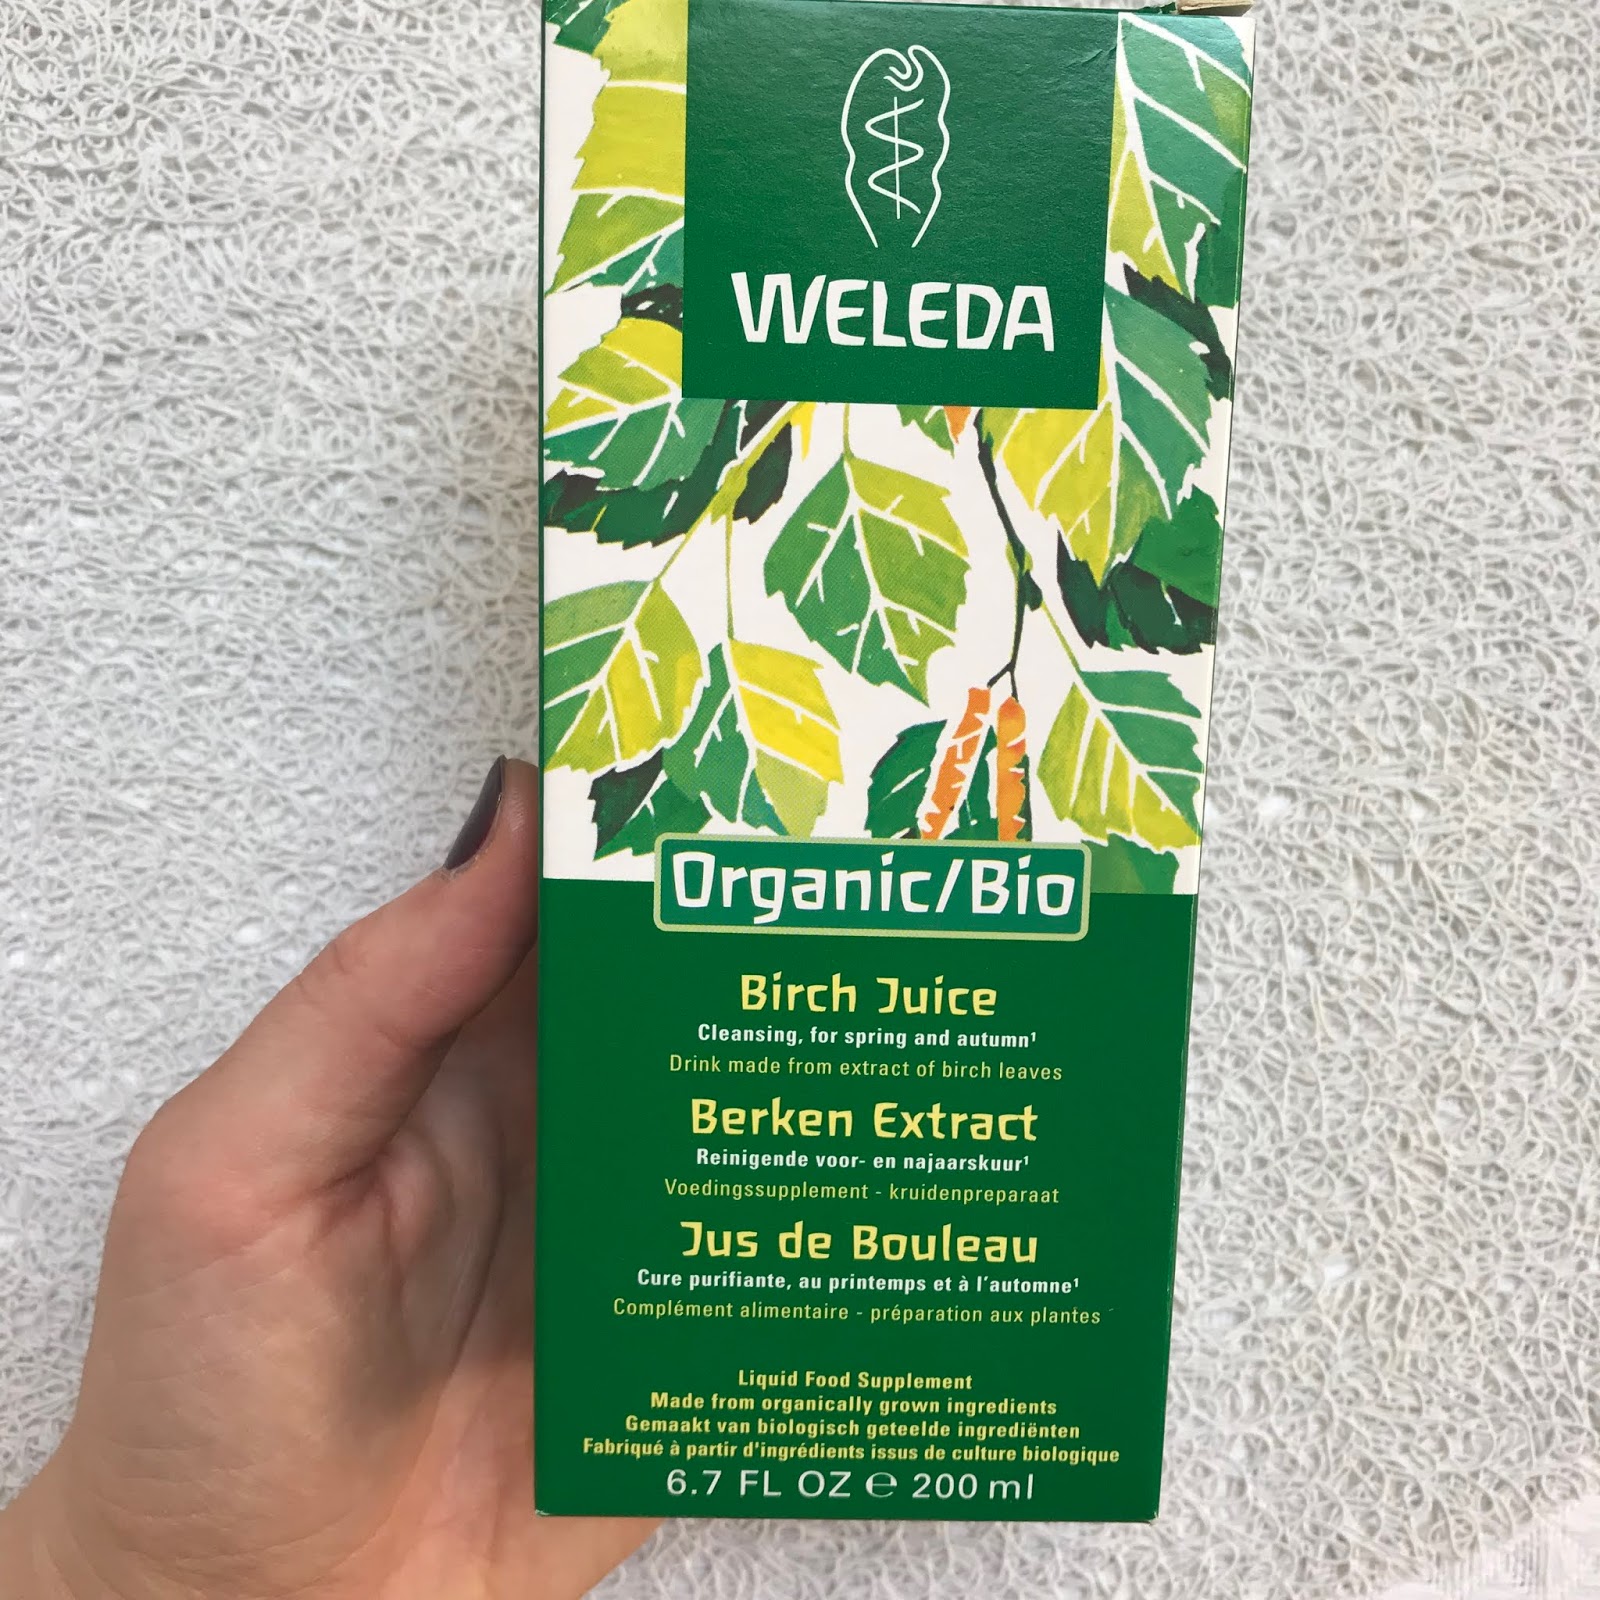 WELEDA
Organic/Bio
Birch Juice
Cleansing, for spring and autumn¹
Drink made from extract of birch leaves
Berken Extract
Reinigende voor- en najaarskuur¹
Voedingssupplement - kruidenpreparaat
Jus de Bouleau
Cure purifiante, au printemps et à l'automne¹
Complément alimentaire - préparation aux plantes
Liquid Food Supplement
Made from organically grown ingredients
Gemaakt van biologisch geteelde ingrediënten
Fabriqué à partir d'ingrédients issus de culture biologique
6.7 FL OZ ℮ 200 ml